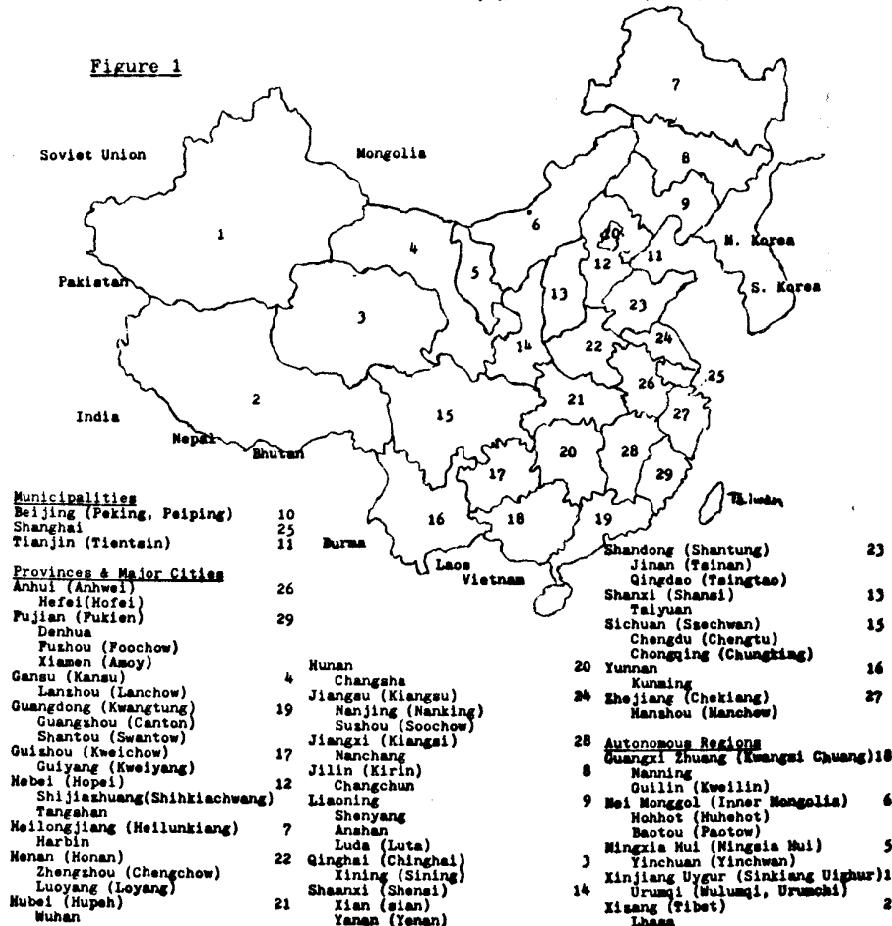 Figure 1
Soviet Union
Mongolia
Pakistan
India
Nepal
Bhutan
Burma
Laos
Vietnam
N. Korea
S. Korea
Taiwan
1
2
3
4
5
6
7
8
9
10
11
12
13
14
15
16
17
18
19
20
21
22
23
24
25
26
27
28
29
Municipalities
Beijing (Peking, Peiping) 10
Shanghai 25
Tianjin (Tientsin) 11
Provinces & Major Cities
Anhui (Anhwei) 26
Hefei(Hofei)
Fujian (Fukien) 29
Denhua
Fuzhou (Foochow)
Xiamen (Amoy)
Gansu (Kansu) 4
Lanzhou (Lanchow)
Guangdong (Kwangtung) 19
Guangzhou (Canton)
Shantou (Swantow)
Guizhou (Kweichow) 17
Guiyang (Kweiyang)
Hebei (Hopei) 12
Shijiazhuang(Shihkiachwang)
Tangshan
Heilongjiang (Heilunkiang) 7
Harbin
Henan (Honan) 22
Zhengzhou (Chengchow)
Luoyang (Loyang)
Hubei (Hupeh) 21
Wuhan
Hunan 20
Changsha
Jiangsu (Kiangsu) 24
Nanjing (Nanking)
Suzhou (Soochow)
Jiangxi (Kiangsi) 28
Nanchang
Jilin (Kirin) 8
Changchun
Liaoning 9
Shenyang
Anshan
Luda (Luta)
Qinghai (Chinghai) 3
Xining (Sining)
Shaanxi (Shensi) 14
Xian (sian)
Yanan (Yenan)
Shandong (Shantung) 23
Jinan (Tsinan)
Qingdao (Tsingtao)
Shanxi (Shansi) 13
Taiyuan
Sichuan (Szechwan) 15
Chengdu (Chengtu)
Chongqing (Chungking)
Yunnan 16
Kunming
Zhejiang (Chekiang) 27
Hanzhou (Hanchow)
Autonomous Regions
Guangxi Zhuang (Kwangsi Chuang)18
Nanning
Guilin (Kweilin)
Nei Monggol (Inner Mongolia) 6
Hohhot (Huhehot)
Baotou (Paotow)
Ningxia Hui (Ningsia Hui) 5
Yinchuan (Yinchwan)
Xinjiang Uygur (Sinkiang Uighur)1
Urumqi (Wulumqi, Urumchi)
Xizang (Tibet) 2
Lhasa